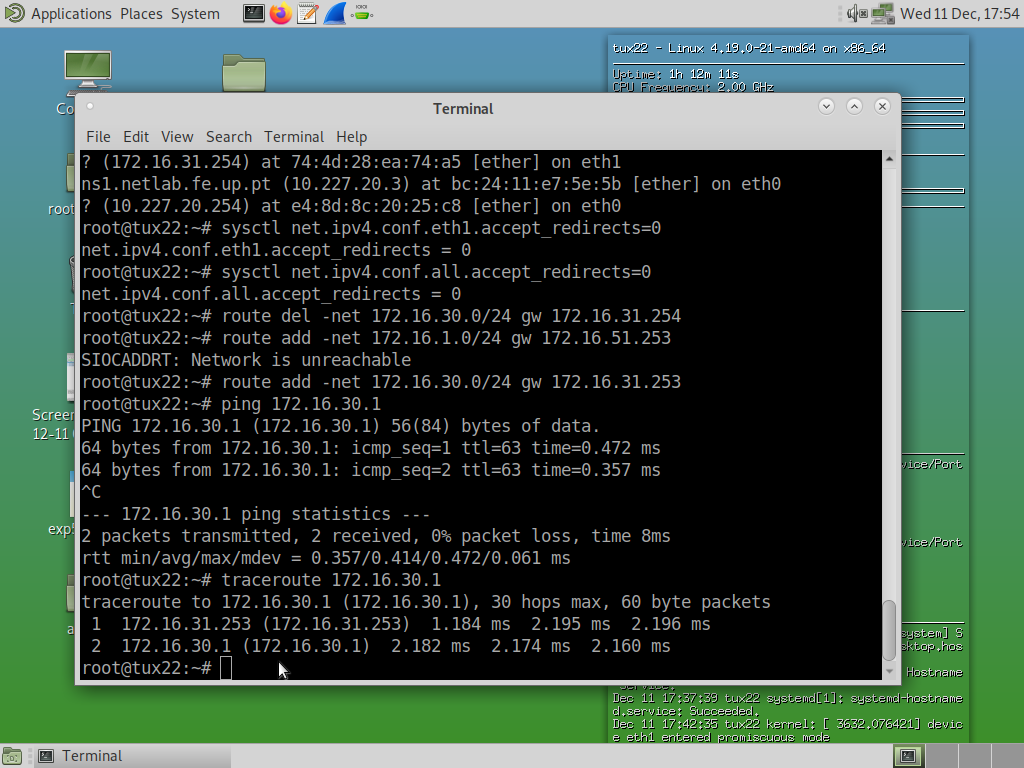 Applications Places System
Wed 11 Dec, 17:54
tux22 - Linux 4.19.0-21-amd64 on x86_64
Uptime: 1h 12m 11s
CPU Frequency: 2.00 GHz
Co
root
Scree
12-11
exp
a
Terminal
File Edit View Search Terminal Help
? (172.16.31.254) at 74:4d:28:ea:74:a5 [ether] on eth1
ns1.netlab.fe.up.pt (10.227.20.3) at bc:24:11:e7:5e:5b [ether] on eth0
? (10.227.20.254) at e4:8d:8c:20:25:c8 [ether] on eth0
root@tux22:~# sysctl net.ipv4.conf.eth1.accept_redirects=0
net.ipv4.conf.eth1.accept_redirects = 0
root@tux22:~# sysctl net.ipv4.conf.all.accept_redirects=0
net.ipv4.conf.all.accept_redirects = 0
root@tux22:~# route del -net 172.16.30.0/24 gw 172.16.31.254
root@tux22:~# route add -net 172.16.1.0/24 gw 172.16.51.253
SIOCADDRT: Network is unreachable
root@tux22:~# route add -net 172.16.30.0/24 gw 172.16.31.253
root@tux22:~# ping 172.16.30.1
PING 172.16.30.1 (172.16.30.1) 56(84) bytes of data.
64 bytes from 172.16.30.1: icmp_seq=1 ttl=63 time=0.472 ms
64 bytes from 172.16.30.1: icmp_seq=2 ttl=63 time=0.357 ms
^C
--- 172.16.30.1 ping statistics ---
2 packets transmitted, 2 received, 0% packet loss, time 8ms
rtt min/avg/max/mdev = 0.357/0.414/0.472/0.061 ms
root@tux22:~# traceroute 172.16.30.1
traceroute to 172.16.30.1 (172.16.30.1), 30 hops max, 60 byte packets
1 172.16.31.253 (172.16.31.253) 1.184 ms 2.195 ms 2.196 ms
2 172.16.30.1 (172.16.30.1) 2.182 ms 2.174 ms 2.160 ms
root@tux22:~#
vice/Port
vice/Port
system] S
sktop.hos
Hostname
Service.
Dec 11 17:37:39 tux22 systemd[1]: systemd-hostname
d.service: Succeeded.
Dec 11 17:42:35 tux22 kernel: [ 3632.076421] devic
e eth1 entered promiscuous mode
Terminal